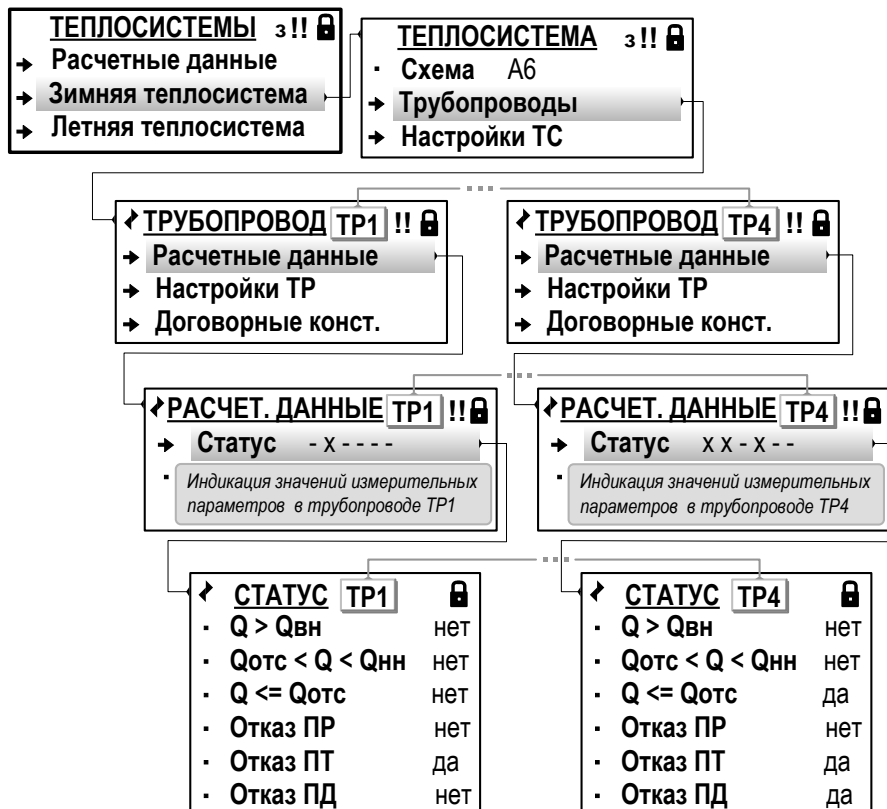 ТЕПЛОСИСТЕМЫ з !!
Расчетные данные
Зимняя теплосистема
Летняя теплосистема
ТЕПЛОСИСТЕМА з !!
Схема А6
Трубопроводы
Настройки ТС
ТРУБОПРОВОД ТР1 !!
Расчетные данные
Настройки ТР
Договорные конст.
ТРУБОПРОВОД ТР4 !!
Расчетные данные
Настройки ТР
Договорные конст.
РАСЧЕТ. ДАННЫЕ ТР1 !!
Статус - х - - - -
Индикация значений измерительных
параметров в трубопроводе ТР1
РАСЧЕТ. ДАННЫЕ ТР4 !!
Статус х х - х - -
Индикация значений измерительных
параметров в трубопроводе ТР4
СТАТУС ТР1
Q > Qвн нет
Qотс < Q < Qнн нет
Q <= Qотс нет
Отказ ПР нет
Отказ ПТ да
Отказ ПД нет
СТАТУС ТР4
Q > Qвн нет
Qотс < Q < Qнн нет
Q <= Qотс да
Отказ ПР нет
Отказ ПТ да
Отказ ПД да